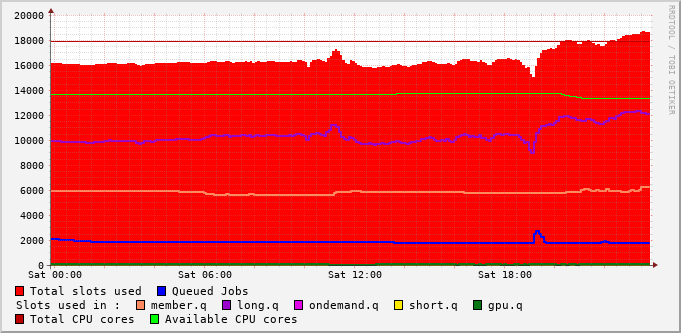 20000
18000
16000
14000
12000
10000
8000
6000
4000
2000
0
Sat 00:00 Sat 06:00 Sat 12:00 Sat 18:00
RRDTOOL / TOBI OETIKER
Total slots used Queued Jobs
Slots used in : member.q long.q ondemand.q short.q gpu.q
Total CPU cores Available CPU cores